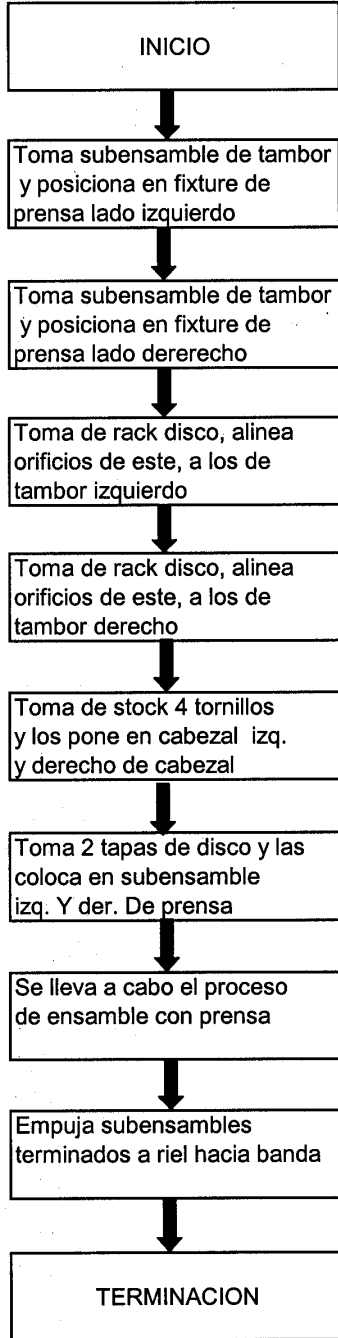 INICIO
Toma subensamble de tambor
y posiciona en fixture de
prensa lado izquierdo
Toma subensamble de tambor
y posiciona en fixture de
prensa lado dererecho
Toma de rack disco, alinea
orificios de este, a los de
tambor izquierdo
Toma de rack disco, alinea
orificios de este, a los de
tambor derecho
Toma de stock 4 tornillos
y los pone en cabezal izq.
y derecho de cabezal
Toma 2 tapas de disco y las
coloca en subensamble
izq. Y der. De prensa
Se lleva a cabo el proceso
de ensamble con prensa
Empuja subensambles
terminados a riel hacia banda
TERMINACION